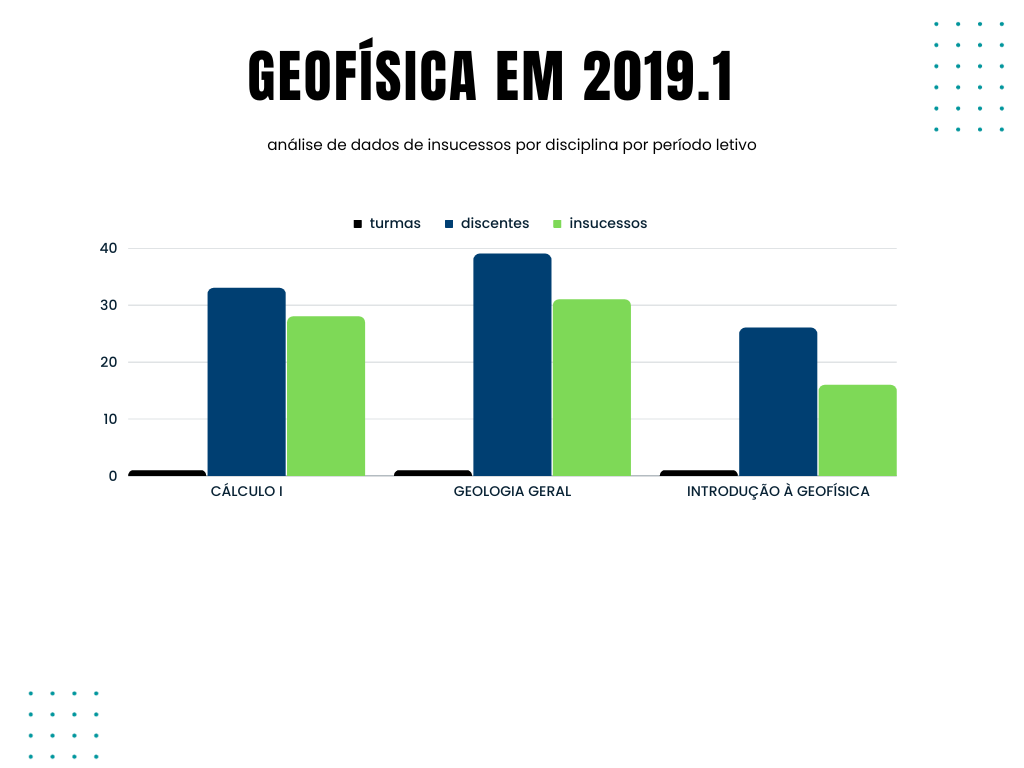 GEOFÍSICA EM 2019.1
análise de dados de insucessos por disciplina por período letivo
turmas discentes insucessos
40
30
20
10
0
CÁLCULO I GEOLOGIA GERAL INTRODUÇÃO À GEOFÍSICA